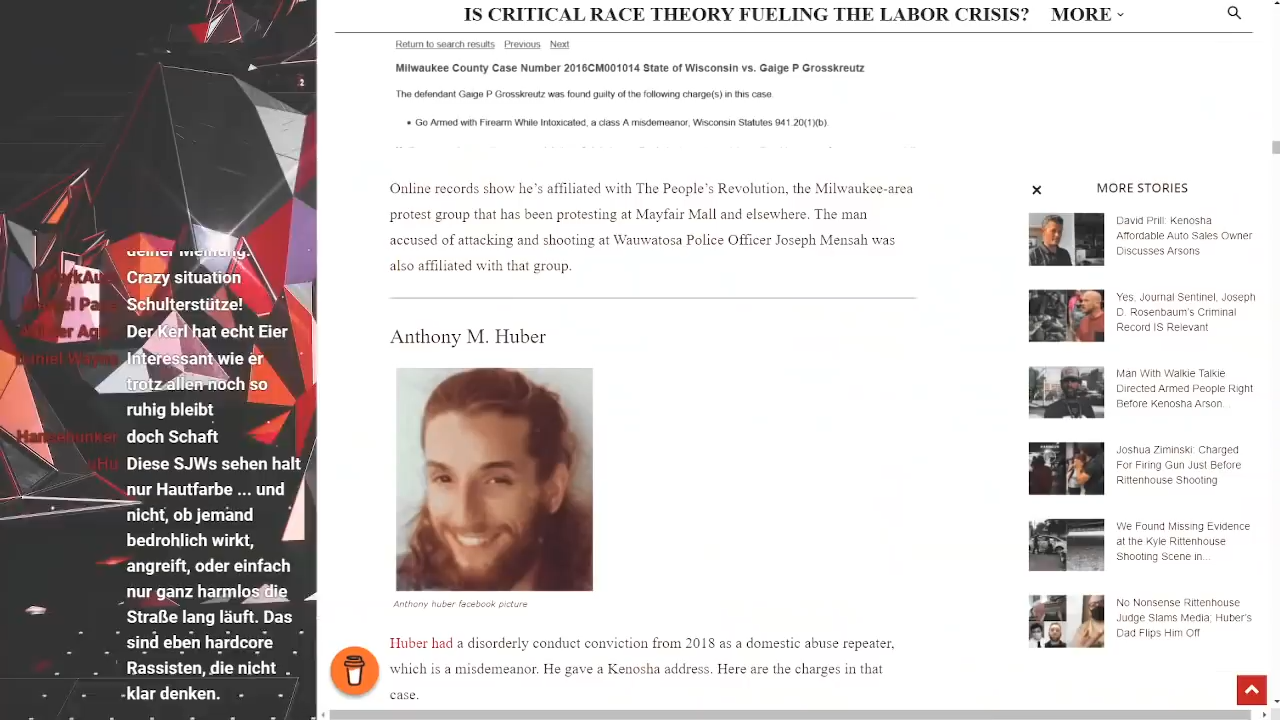 IS CRITICAL RACE THEORY FUELING THE LABOR CRISIS? MORE
Return to search results Previous Next
Milwaukee County Case Number 2016CM001014 State of Wisconsin vs. Gaige P Grosskreutz
The defendant Gaige P Grosskreutz was found guilty of the following charge(s) in this case.
• Go Armed with Firearm While Intoxicated, a class A misdemeanor, Wisconsin Statutes 941.20(1)(b).
Online records show he's affiliated with The People's Revolution, the Milwaukee-area
protest group that has been protesting at Mayfair Mall and elsewhere. The man
accused of attacking and shooting at Wauwatosa Police Officer Joseph Mensah was
also affiliated with that group.
Anthony M. Huber
Anthony huber facebook picture
Huber had a disorderly conduct conviction from 2018 as a domestic abuse repeater,
which is a misdemeanor. He gave a Kenosha address. Here are the charges in that
case.
MORE STORIES
David Prill: Kenosha
Affordable Auto Sales Owner
Discusses Arsons
Yes, Journal Sentinel, Joseph
D. Rosenbaum's Criminal
Record IS Relevant
Man With Walkie Talkie
Directed Armed People Right
Before Kenosha Arson...
Joshua Ziminski: Charged
For Firing Gun Just Before
Rittenhouse Shooting
We Found Missing Evidence
at the Kyle Rittenhouse
Shooting Scene in...
No Nonsense Rittenhouse
Judge Slams Media; Huber's
Dad Flips Him Off
deiner Meinung.
Crazy situation
Schulterstütze!
Der Kerl hat echt Eier
Daniel Wayne Interessant wie er
trotz allen noch so
ruhig bleibt
doch Schaft
uHu Diese SJWs sehen halt
nur Hautfarben ... und
nicht, ob jemand
bedrohlich wirkt,
angreift, oder einfach
nur ganz harmlos die
Straße lang läuft. Das
sind eben auch
Rassisten, die nicht
klar denken.